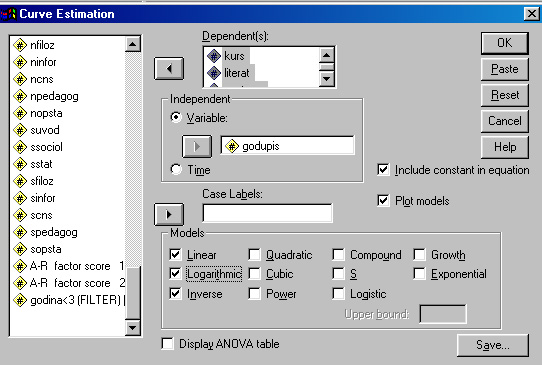 Curve Estimation
nfiloz
ninfor
ncns
npedagog
nopsta
suvod
ssociol
sstat
sfiloz
sinfor
scns
spedagog
sopsta
A-R factor score 1
A-R factor score 2
godina<3 (FILTER) [
Dependent(s):
kurs
literat
Independent
Variable:
godupis
Time
Case Labels:
OK
Paste
Reset
Cancel
Help
Include constant in equation
Plot models
Models
Linear Quadratic Compound Growth
Logarithmic Cubic S Exponential
Inverse Power Logistic
Upper bound:
Display ANOVA table
Save...